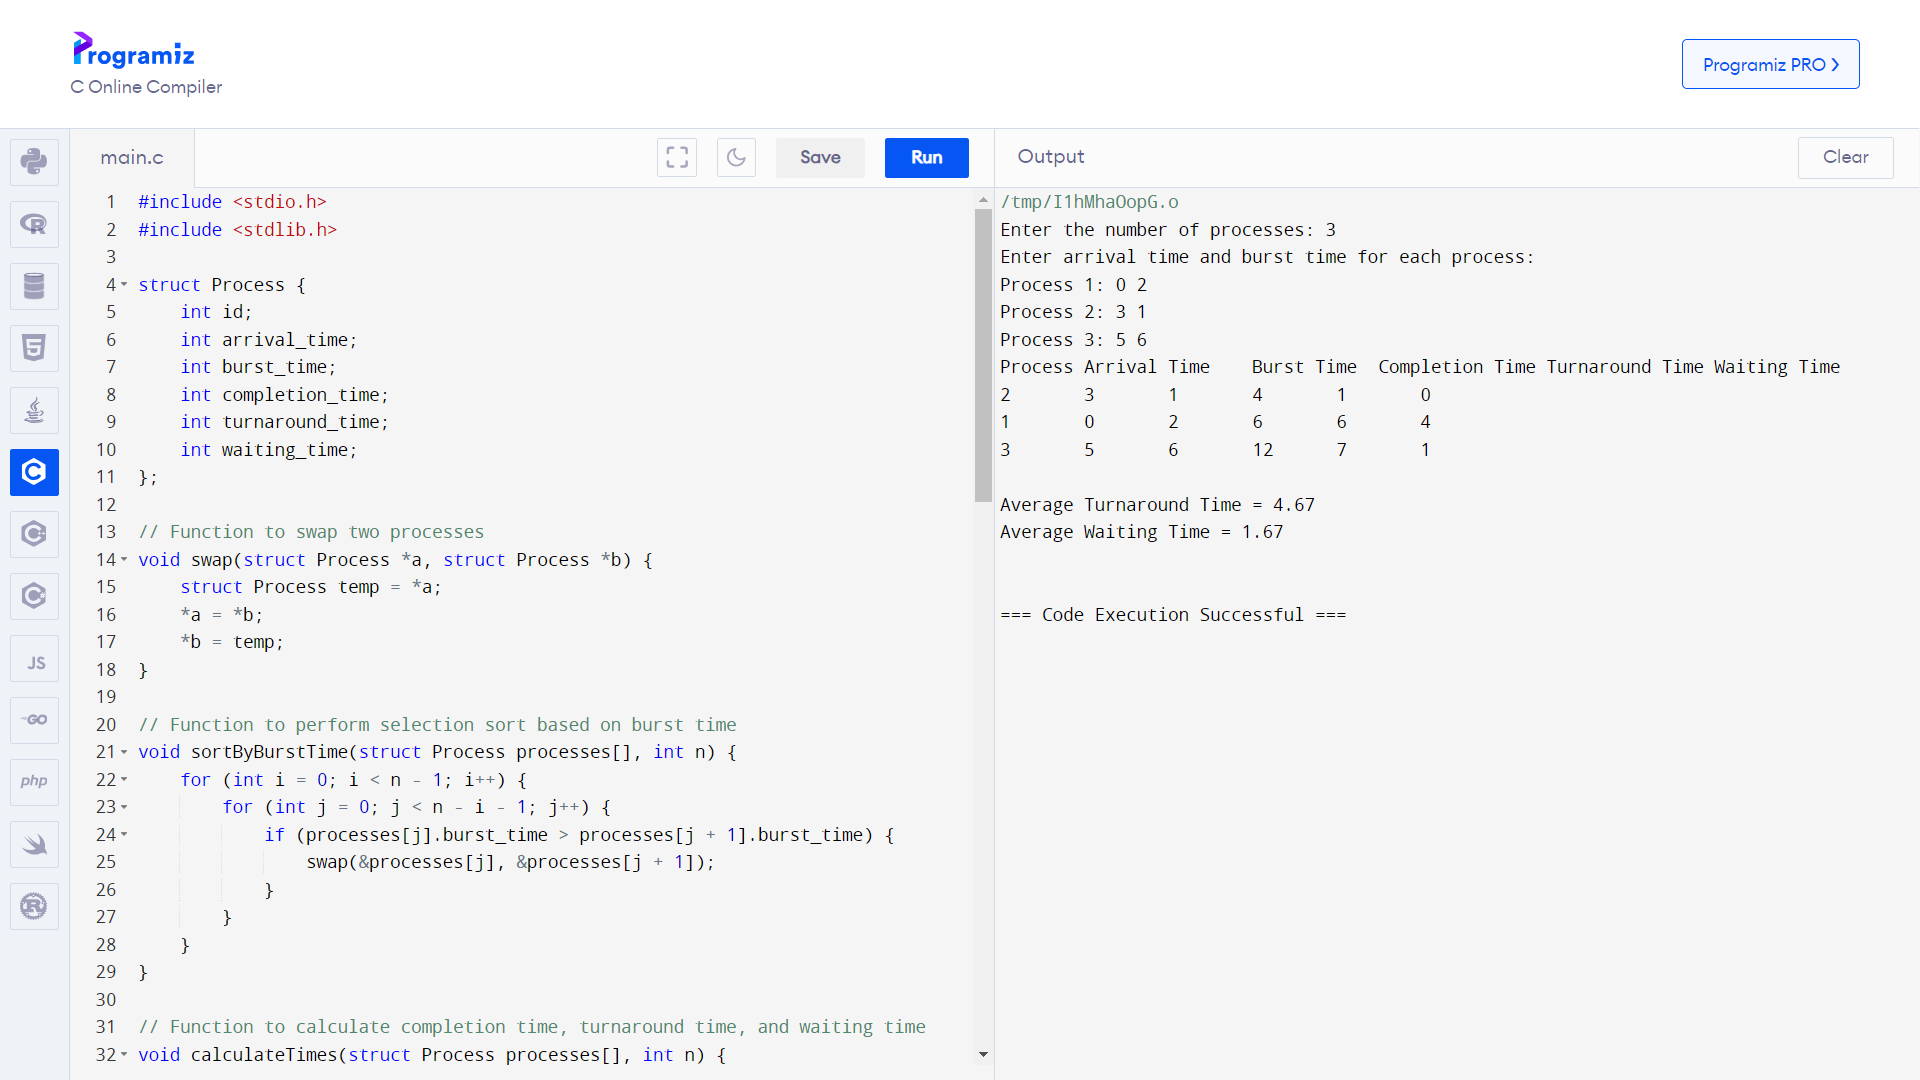 Programiz
C Online Compiler
Programiz PRO
main.c
Save
Run
Output
Clear
1 #include <stdio.h>
2 #include <stdlib.h>
3
4 struct Process {
5     int id;
6     int arrival_time;
7     int burst_time;
8     int completion_time;
9     int turnaround_time;
10     int waiting_time;
11 };
12
13 // Function to swap two processes
14 void swap(struct Process *a, struct Process *b) {
15     struct Process temp = *a;
16     *a = *b;
17     *b = temp;
18 }
19
20 // Function to perform selection sort based on burst time
21 void sortByBurstTime(struct Process processes[], int n) {
22     for (int i = 0; i < n - 1; i++) {
23         for (int j = 0; j < n - i - 1; j++) {
24             if (processes[j].burst_time > processes[j + 1].burst_time) {
25                 swap(&processes[j], &processes[j + 1]);
26             }
27         }
28     }
29 }
30
31 // Function to calculate completion time, turnaround time, and waiting time
32 void calculateTimes(struct Process processes[], int n) {
/tmp/I1hMhaOopG.o
Enter the number of processes: 3
Enter arrival time and burst time for each process:
Process 1: 0 2
Process 2: 3 1
Process 3: 5 6
Process Arrival Time    Burst Time  Completion Time Turnaround Time Waiting Time
2       3       1       4       1       0
1       0       2       6       6       4
3       5       6       12      7       1
Average Turnaround Time = 4.67
Average Waiting Time = 1.67
=== Code Execution Successful ===
R
5
C
C
C
JS
GO
php
R